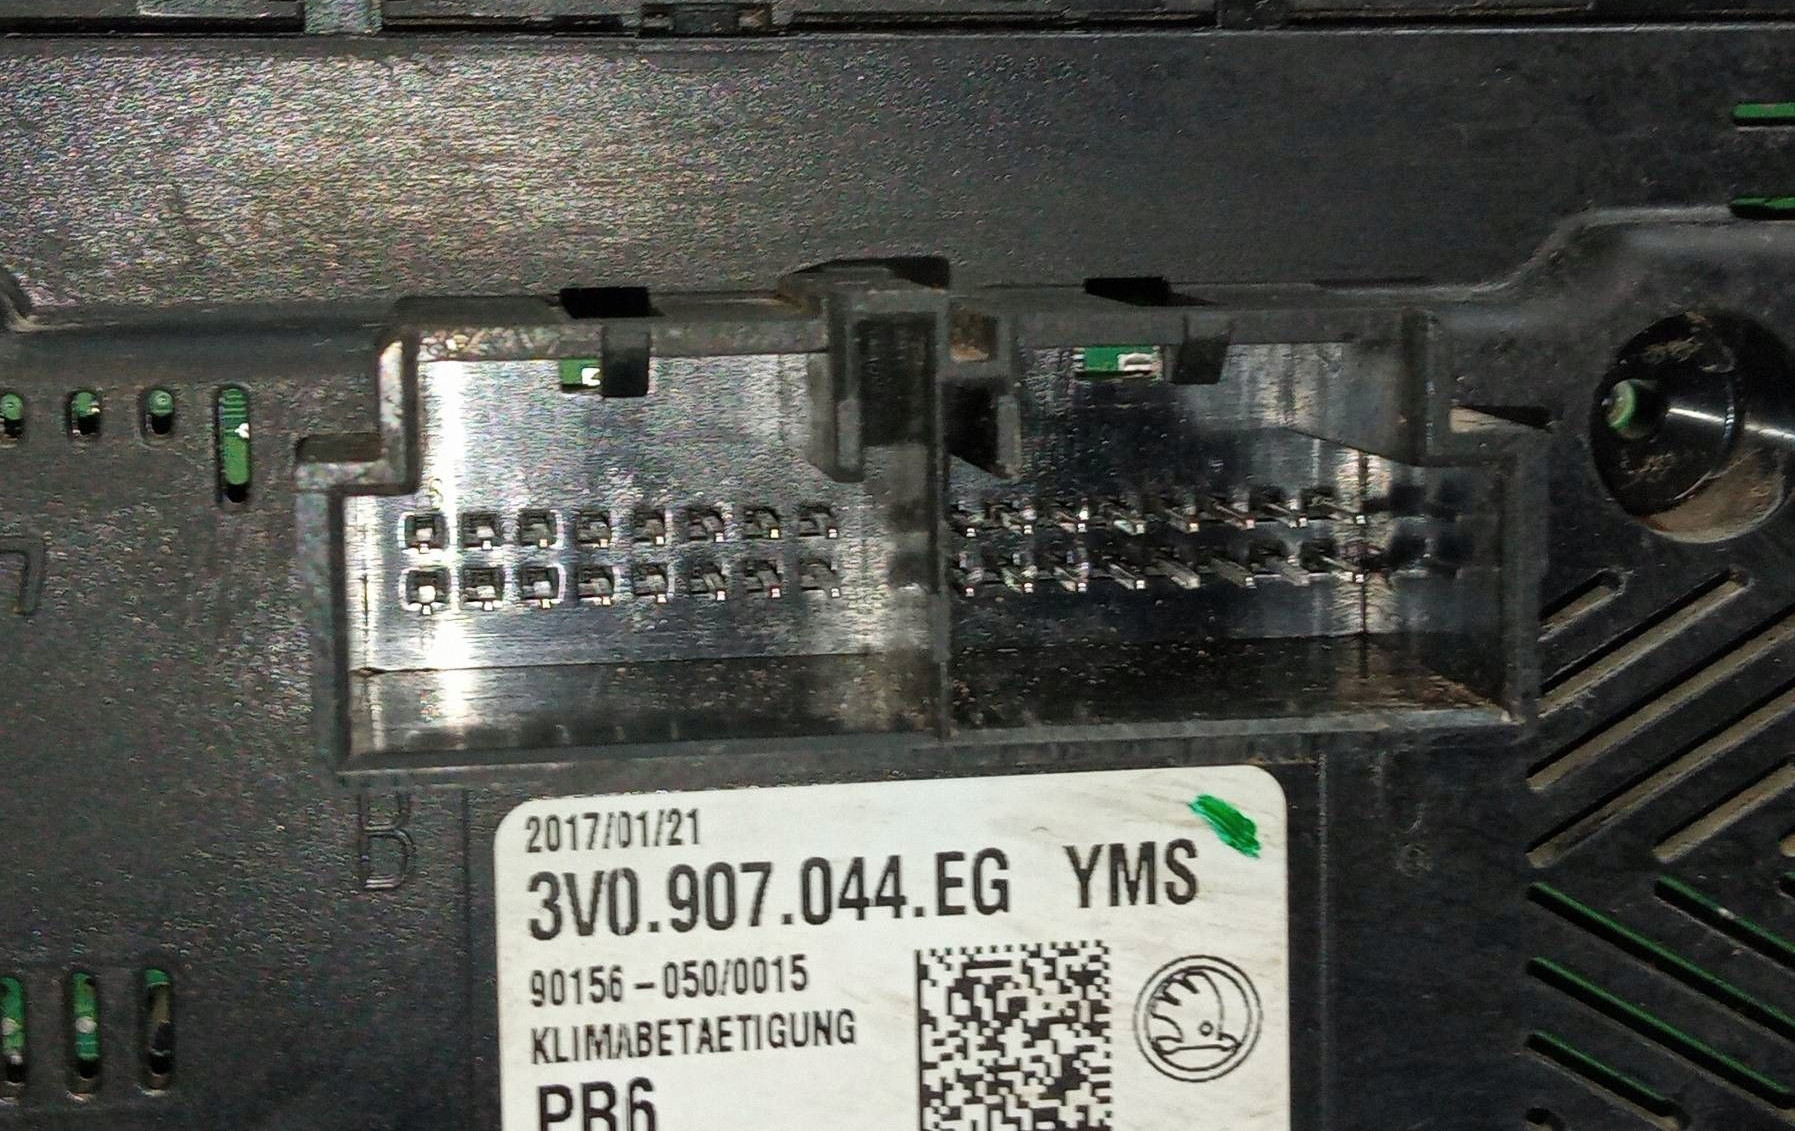 B
2017/01/21
3V0.907.044.EG YMS
90156-050/0015
KLIMABETAETIGUNG
PB6